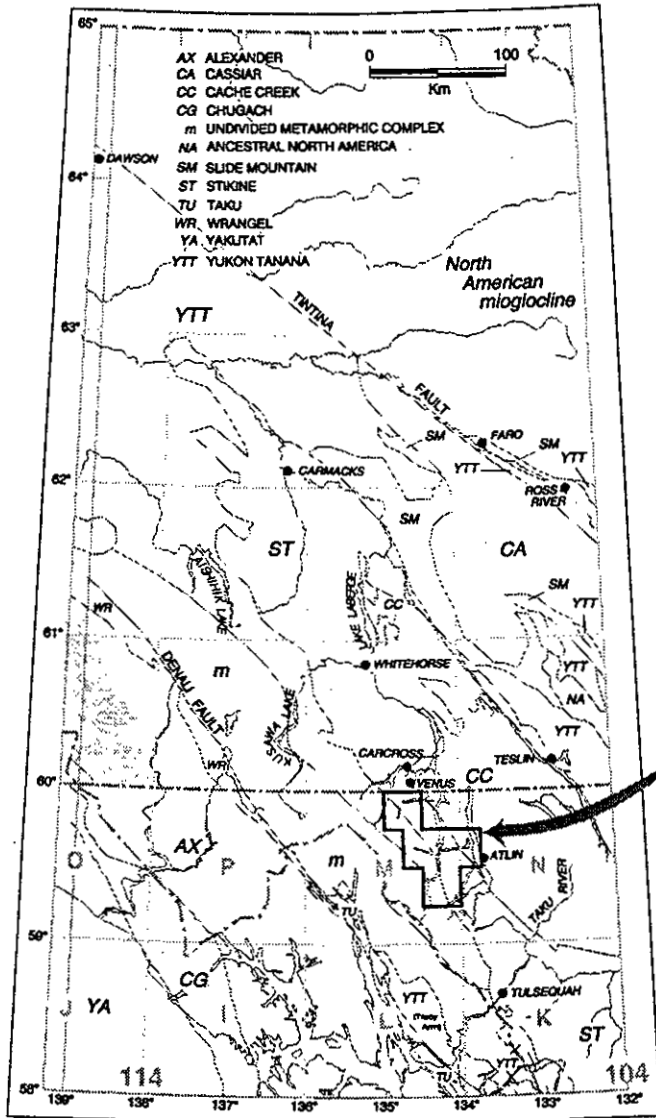 65°
AX ALEXANDER
CA CASSIAR
CC CACHE CREEK
CG CHUGACH
m UNDIVIDED METAMORPHIC COMPLEX
NA ANCESTRAL NORTH AMERICA
SM SLIDE MOUNTAIN
ST STIKINE
TU TAKU
WR WRANGEL
YA YAKUTAT
YTT YUKON TANANA
0 100
Km
DAWSON
64°
North
American
mioglocline
YTT
63°
TINTINA
FAULT
FARO
SM
SM
YTT
YTT
CARMACKS
62°
ROSS
RIVER
SM
ST
CA
AISHIHIK LAKE
LAKE LABERGE
CC
SM
YTT
WR
61°
WHITEHORSE
YTT
m
DENALI FAULT
KUSAWA LAKE
NA
YTT
CARCROSS
TESLIN
WR
VENUS
CC
60°
AX
O
P
m
M
ATLIN
N
TAKU RIVER
TU
59°
CG
TULSEQUAH
YA
J
I
L
YTT
K
ST
YTT
TU
58°
114
104
138°
137°
136°
135°
134°
133°
132°